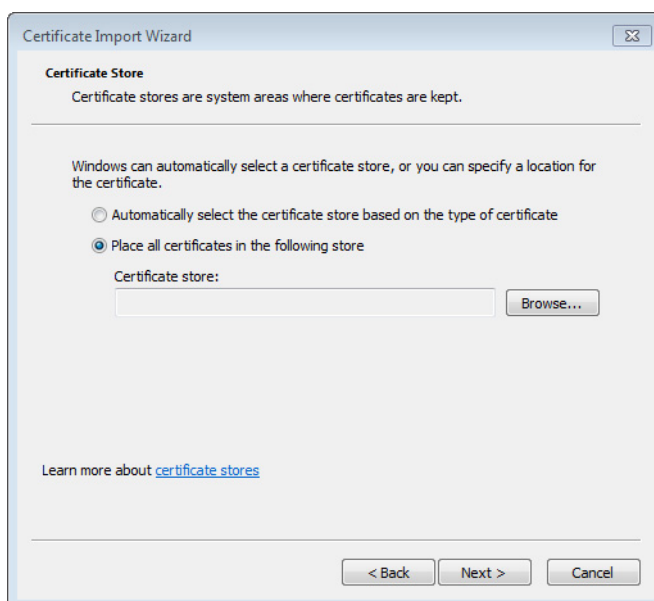 Certificate Import Wizard
Certificate Store
Certificate stores are system areas where certificates are kept.
Windows can automatically select a certificate store, or you can specify a location for
the certificate.
Automatically select the certificate store based on the type of certificate
Place all certificates in the following store
Certificate store:
Browse...
Learn more about certificate stores
< Back
Next >
Cancel